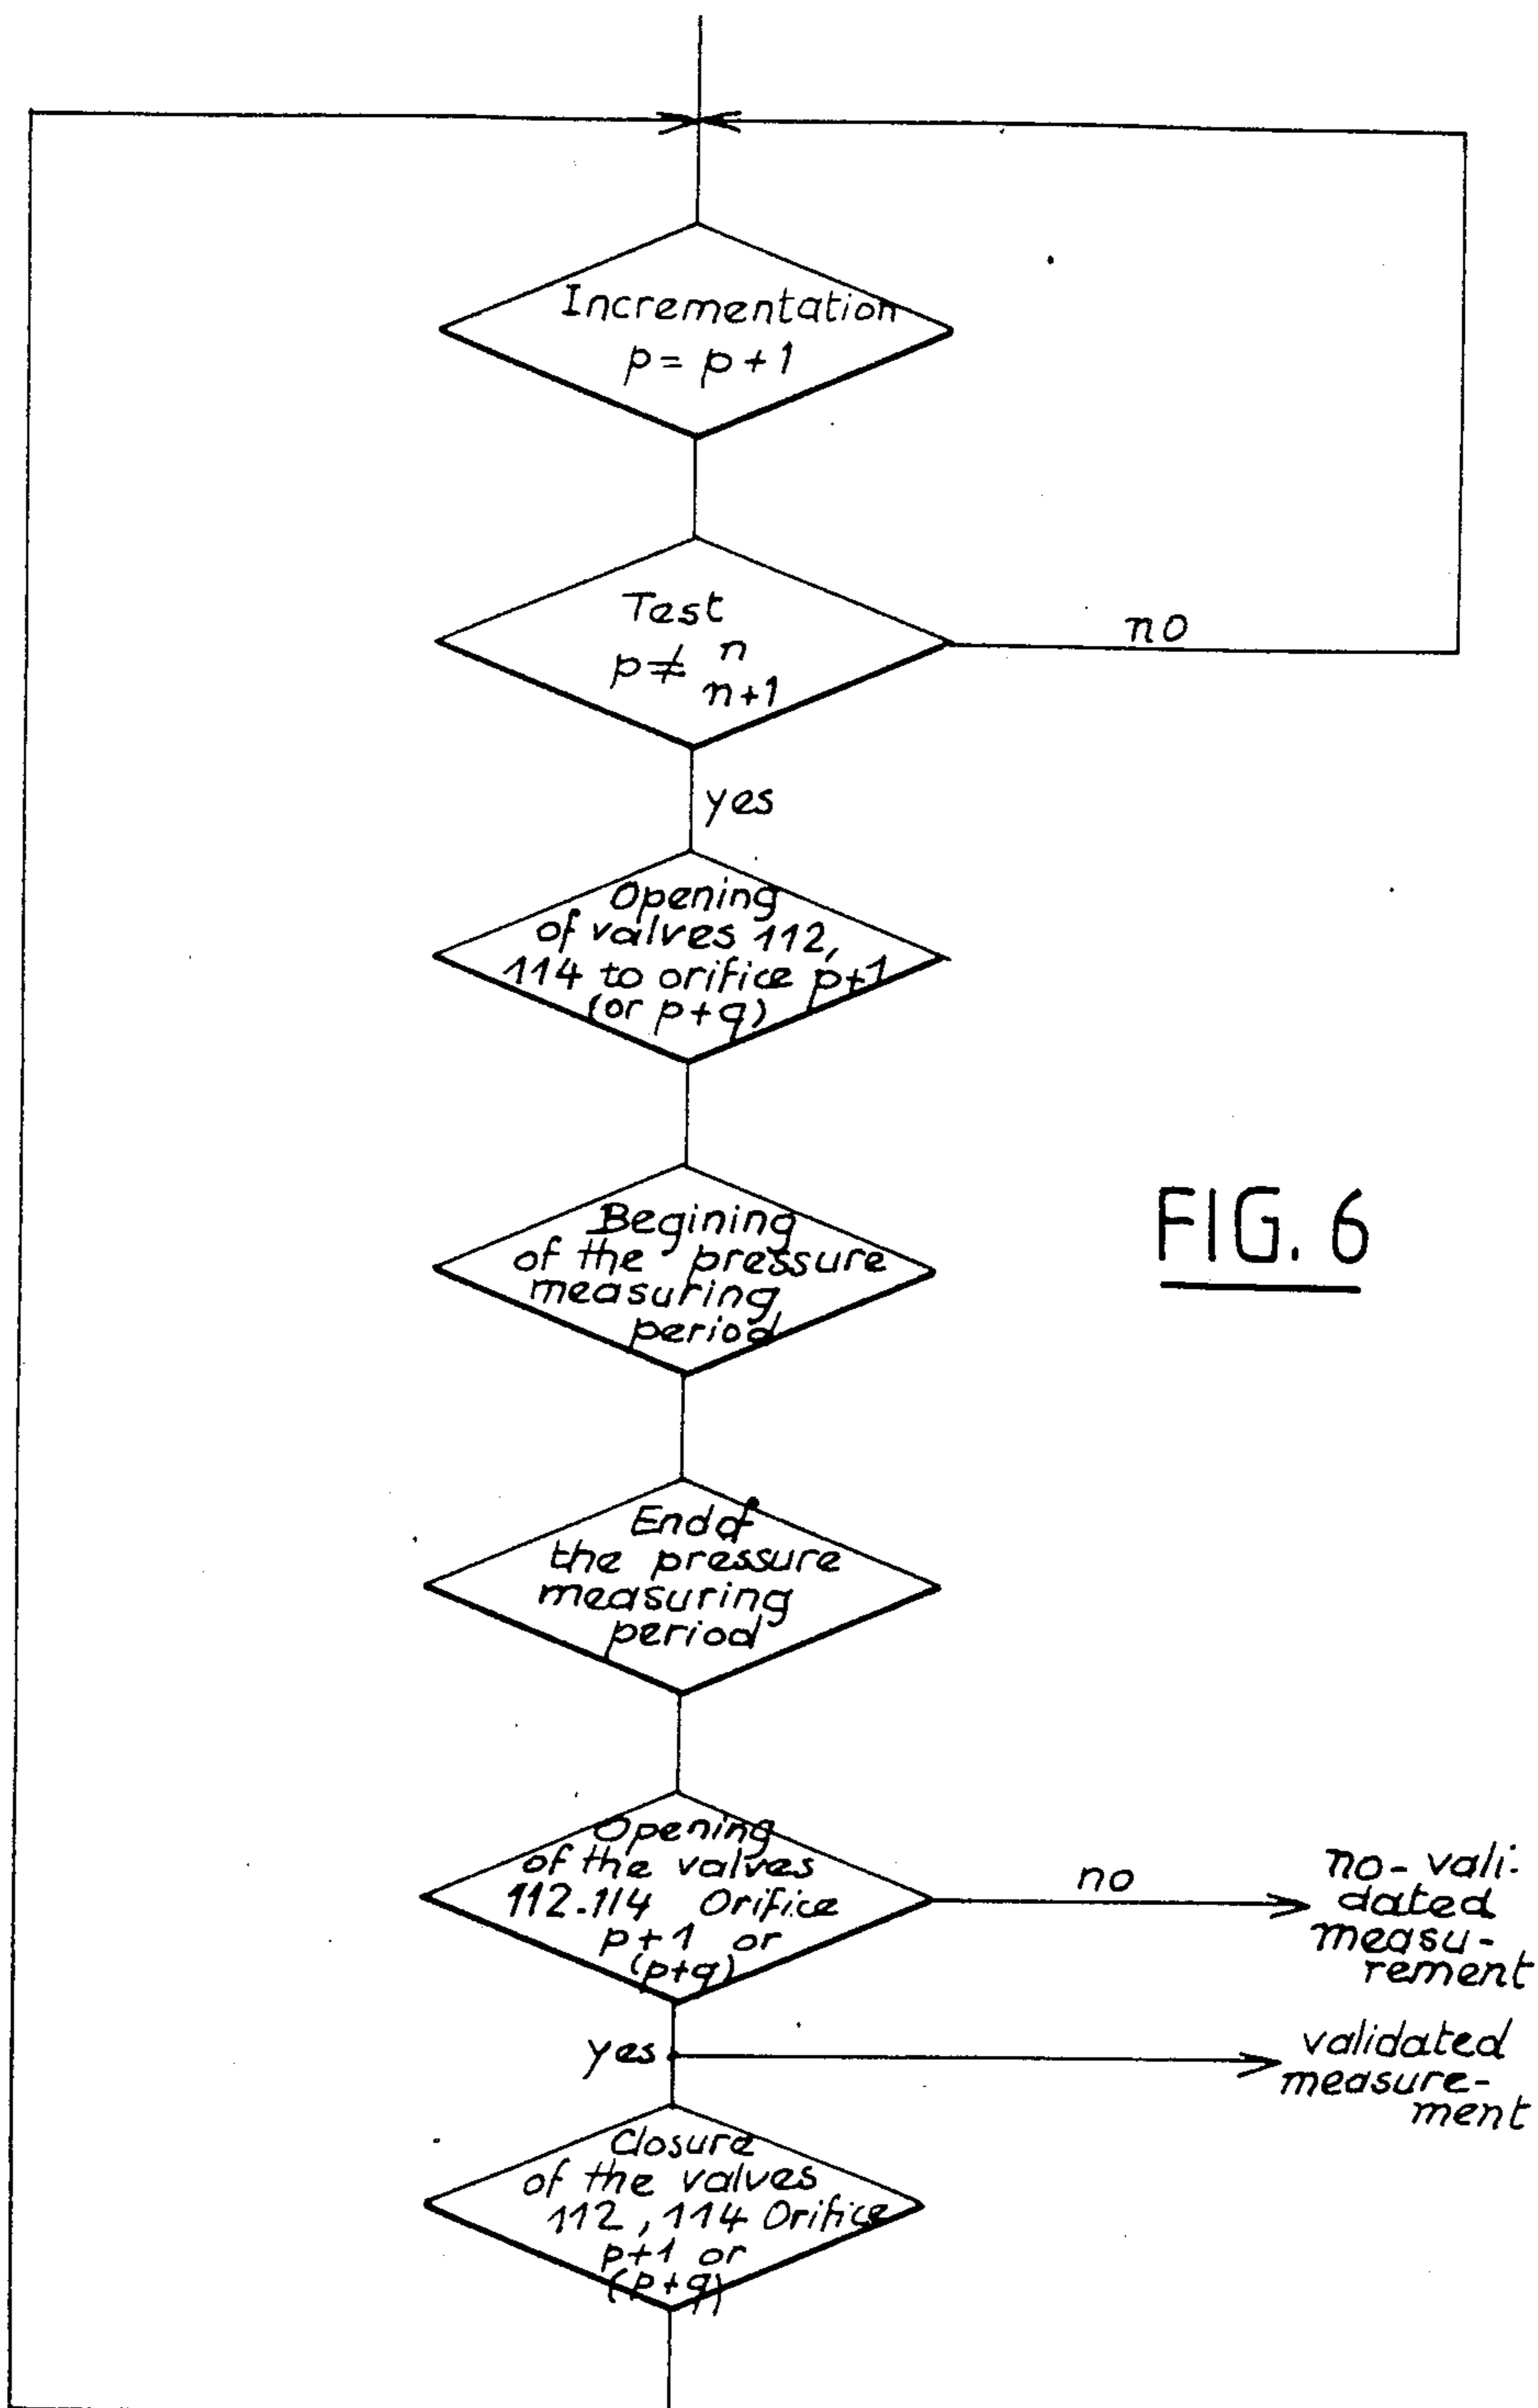 Incrementation
p = p + 1
Test
p ≠ n
n+1
no
yes
Opening
of valves 112,
114 to orifice p+1
(or p+q)
Begining
of the pressure
measuring
period
FIG. 6
End of
the pressure
measuring
period
Opening
of the valves
112.114 Orifice
p+1 or
(p+q)
no
no-vali-
dated
measu-
rement
yes
validated
measure-
ment
Closure
of the valves
112, 114 Orifice
p+1 or
(p+q)